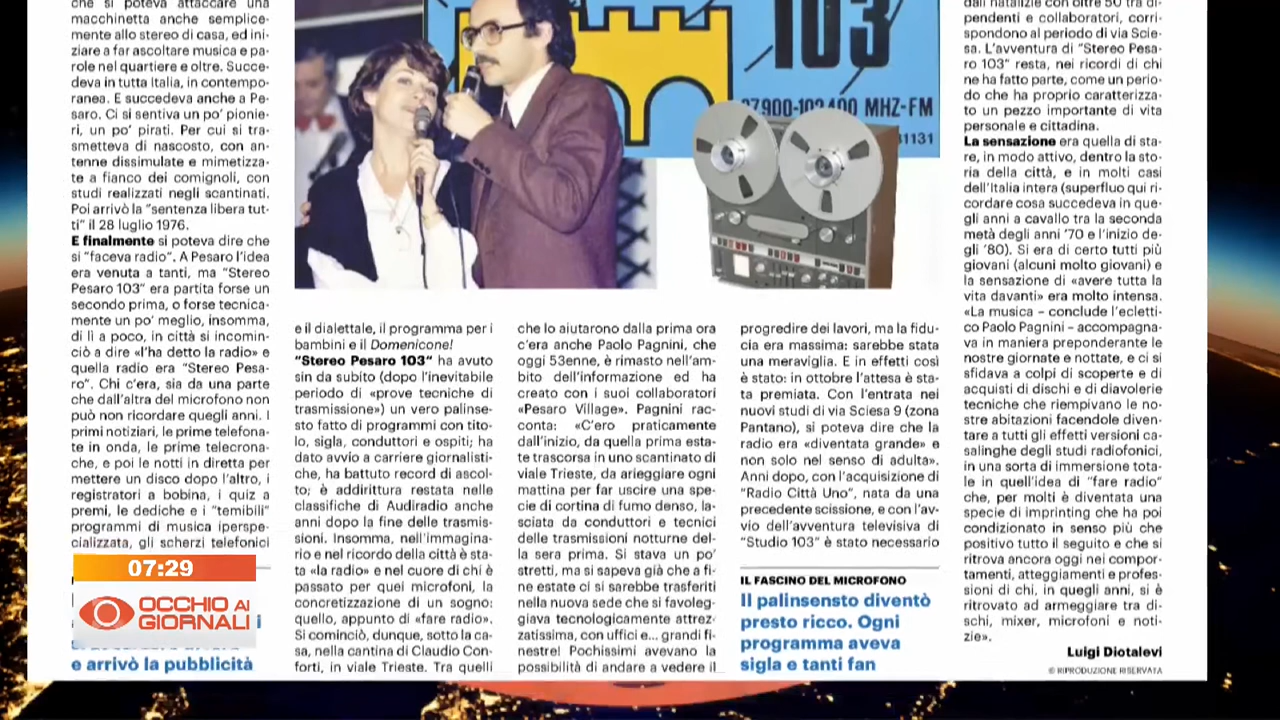 che si poteva attaccare una
macchinetta anche semplice-
mente allo stereo di casa, ed ini-
ziare a far ascoltare musica e pa-
role nel quartiere e oltre. Succe-
deva in tutta Italia, in contempo-
ranea. E succedeva anche a Pe-
saro. Ci si sentiva un po' pionie-
ri, un po' pirati. Per cui si tra-
smetteva di nascosto, con an-
tenne dissimulate e mimetizza-
te a fianco dei comignoli, con
studi realizzati negli scantinati.
Poi arrivò la "sentenza libera tut-
ti" il 28 luglio 1976.
E finalmente si poteva dire che
si "faceva radio". A Pesaro l'idea
era venuta a tanti, ma "Stereo
Pesaro 103" era partita forse un
secondo prima, o forse tecnica-
mente un po' meglio, insomma,
di lì a poco, in città si incomin-
ciò a dire «l'ha detto la radio» e
quella radio era "Stereo Pesa-
ro". Chi c'era, sia da una parte
che dall'altra del microfono non
può non ricordare quegli anni. I
primi notiziari, le prime telefona-
te in onda, le prime telecrona-
che, e poi le notti in diretta per
mettere un disco dopo l'altro, i
registratori a bobina, i quiz a
premi, le dediche e i "temibili"
programmi di musica iperspe-
cializzata, gli scherzi telefonici
e arrivò la pubblicità
07:29
OCCHIO AI
GIORNALI
103
87,900-102,400 MHZ-FM
31131
e il dialettale, il programma per i
bambini e il Domenicone!
"Stereo Pesaro 103" ha avuto
sin da subito (dopo l'inevitabile
periodo di «prove tecniche di
trasmissione») un vero palinse-
sto fatto di programmi con tito-
lo, sigla, conduttori e ospiti; ha
dato avvio a carriere giornalisti-
che, ha battuto record di ascol-
to; è addirittura restata nelle
classifiche di Audiradio anche
anni dopo la fine delle trasmis-
sioni. Insomma, nell'immagina-
rio e nel ricordo della città è sta-
ta «la radio» e nel cuore di chi è
passato per quei microfoni, la
concretizzazione di un sogno:
quello, appunto di «fare radio».
Si cominciò, dunque, sotto la ca-
sa, nella cantina di Claudio Con-
forti, in viale Trieste. Tra quelli
che lo aiutarono dalla prima ora
c'era anche Paolo Pagnini, che
oggi 53enne, è rimasto nell'am-
bito dell'informazione ed ha
creato con i suoi collaboratori
«Pesaro Village». Pagnini rac-
conta: «C'ero praticamente
dall'inizio, da quella prima esta-
te trascorsa in uno scantinato di
viale Trieste, da arieggiare ogni
mattina per far uscire una spe-
cie di cortina di fumo denso, la-
sciata da conduttori e tecnici
delle trasmissioni notturne del-
la sera prima. Si stava un po'
stretti, ma si sapeva già che a fi-
ne estate ci si sarebbe trasferiti
nella nuova sede che si favoleg-
giava tecnologicamente attrez-
zatissima, con uffici e... grandi fi-
nestre! Pochissimi avevano la
possibilità di andare a vedere il
progredire dei lavori, ma la fidu-
cia era massima: sarebbe stata
una meraviglia. E in effetti così
è stato: in ottobre l'attesa è sta-
ta premiata. Con l'entrata nei
nuovi studi di via Sciesa 9 (zona
Pantano), si poteva dire che la
radio era «diventata grande» e
non solo nel senso di adulta».
Anni dopo, con l'acquisizione di
"Radio Città Uno", nata da una
precedente scissione, e con l'av-
vio dell'avventura televisiva di
"Studio 103" è stato necessario
IL FASCINO DEL MICROFONO
Il palinsensto diventò
presto ricco. Ogni
programma aveva
sigla e tanti fan
dall natalizie con oltre 50 tra di-
pendenti e collaboratori, corri-
spondono al periodo di via Scie-
sa. L'avventura di "Stereo Pesa-
ro 103" resta, nei ricordi di chi
ne ha fatto parte, come un perio-
do che ha proprio caratterizza-
to un pezzo importante di vita
personale e cittadina.
La sensazione era quella di sta-
re, in modo attivo, dentro la sto-
ria della città, e in molti casi
dell'Italia intera (superfluo qui ri-
cordare cosa succedeva in que-
gli anni a cavallo tra la seconda
metà degli anni '70 e l'inizio de-
gli '80). Si era di certo tutti più
giovani (alcuni molto giovani) e
la sensazione di «avere tutta la
vita davanti» era molto intensa.
«La musica – conclude l'ecletti-
co Paolo Pagnini – accompagna-
va in maniera preponderante le
nostre giornate e nottate, e ci si
sfidava a colpi di scoperte e di
acquisti di dischi e di diavolerie
tecniche che riempivano le no-
stre abitazioni facendole diven-
tare a tutti gli effetti versioni ca-
salinghe degli studi radiofonici,
in una sorta di immersione tota-
le in quell'idea di "fare radio"
che, per molti è diventata una
specie di imprinting che ha poi
condizionato in senso più che
positivo tutto il seguito e che si
ritrova ancora oggi nei compor-
tamenti, atteggiamenti e profes-
sioni di chi, in quegli anni, si è
ritrovato ad armeggiare tra di-
schi, mixer, microfoni e noti-
zie».
Luigi Diotalevi
© RIPRODUZIONE RISERVATA